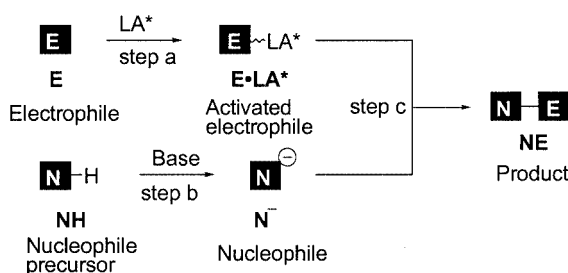 E
LA*
step a
E
LA*
E
Electrophile
E•LA*
Activated
electrophile
step c
N
E
NE
Product
N
H
Base
step b
N
−
NH
Nucleophile
precursor
N−
Nucleophile